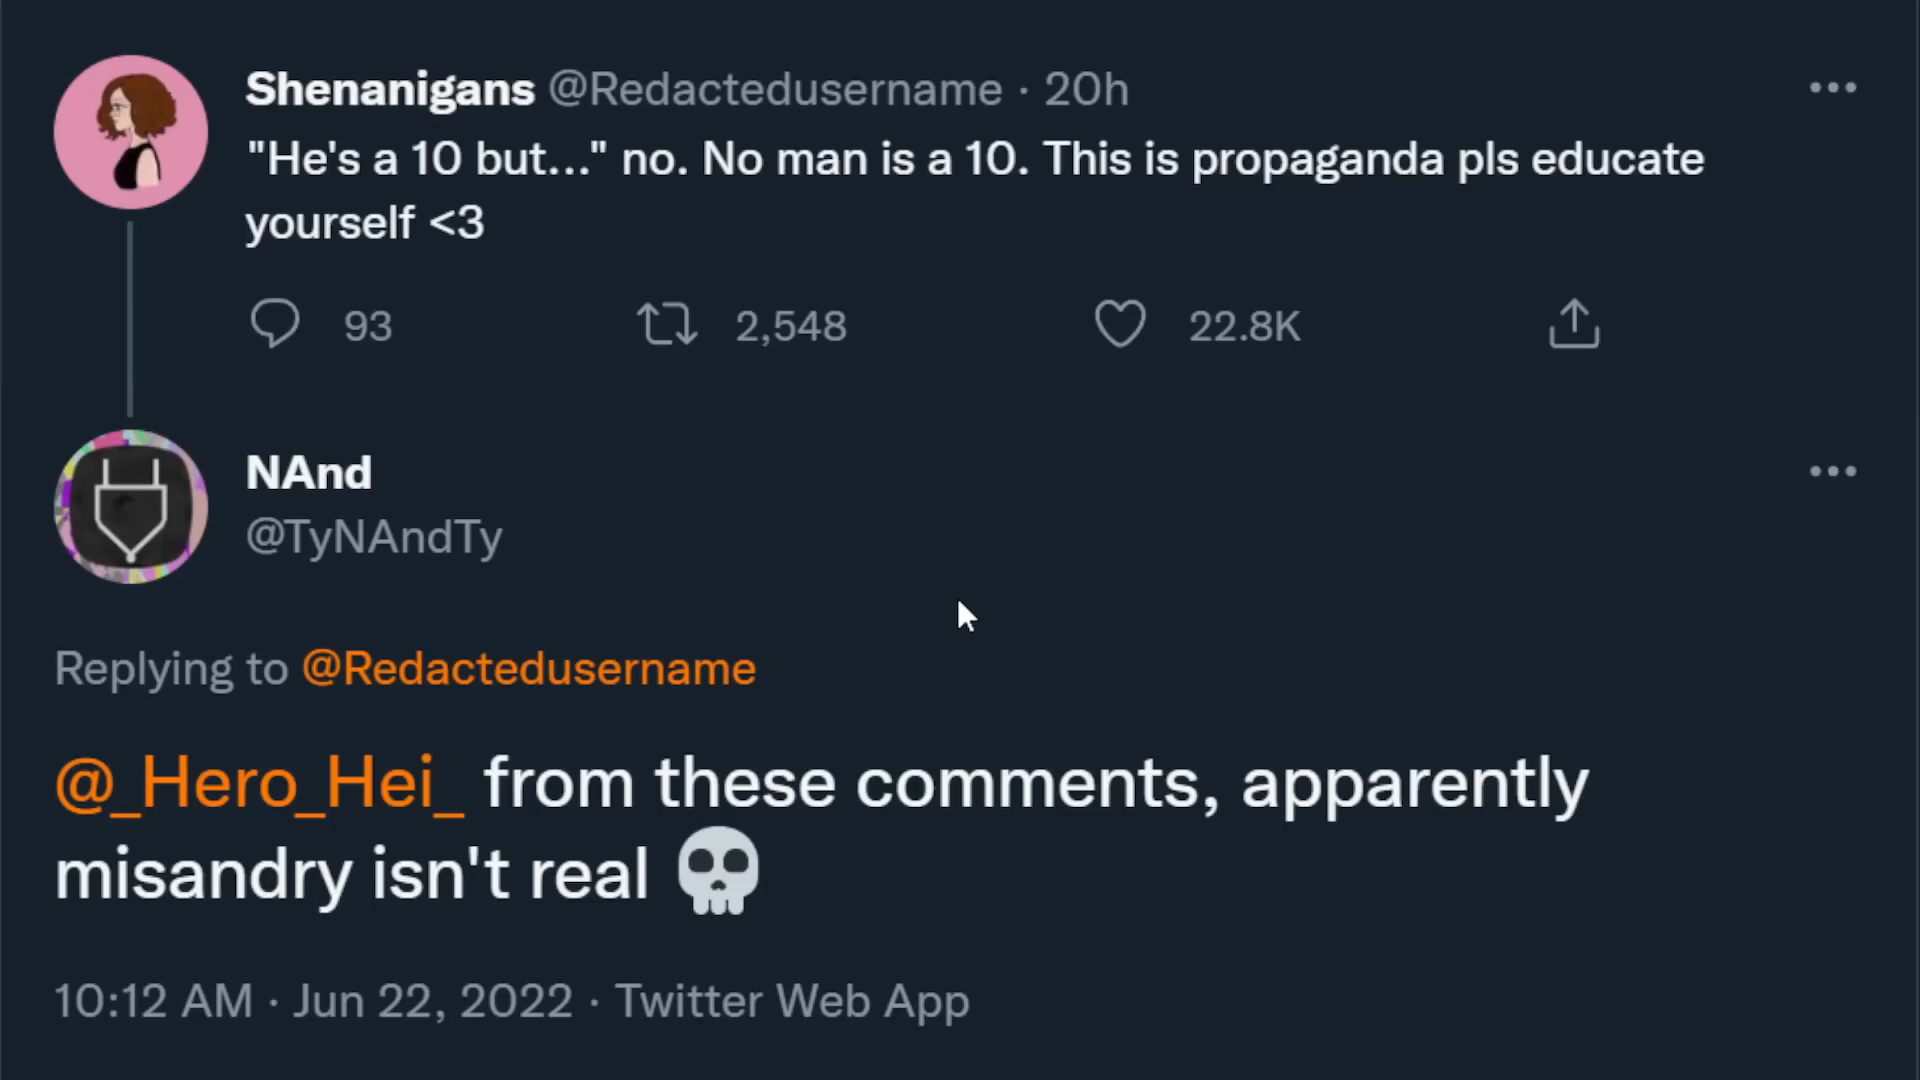 Shenanigans @Redactedusername · 20h
"He's a 10 but..." no. No man is a 10. This is propaganda pls educate
yourself <3
93 2,548 22.8K
NAnd
@TyNAndTy
Replying to @Redactedusername
@_Hero_Hei_ from these comments, apparently
misandry isn't real 💀
10:12 AM · Jun 22, 2022 · Twitter Web App